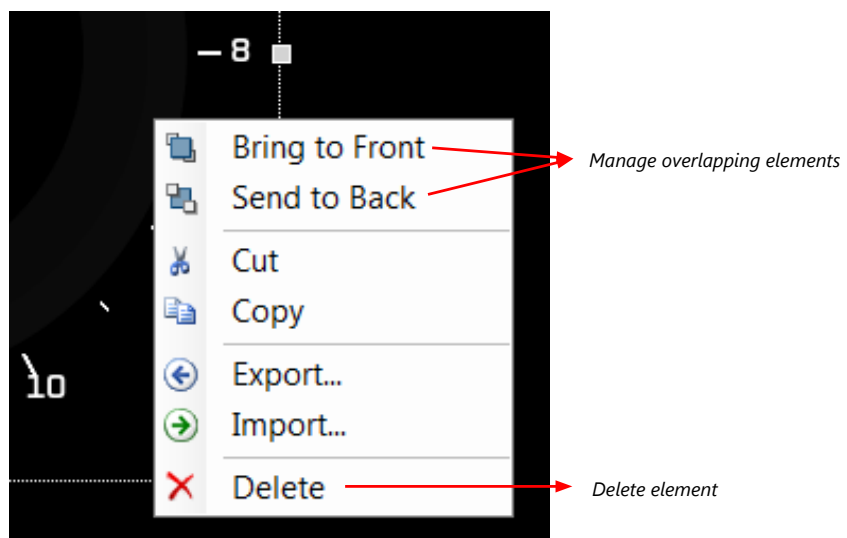 – 8
Bring to Front
Manage overlapping elements
Send to Back
Cut
Copy
Export...
10
Import...
Delete
Delete element